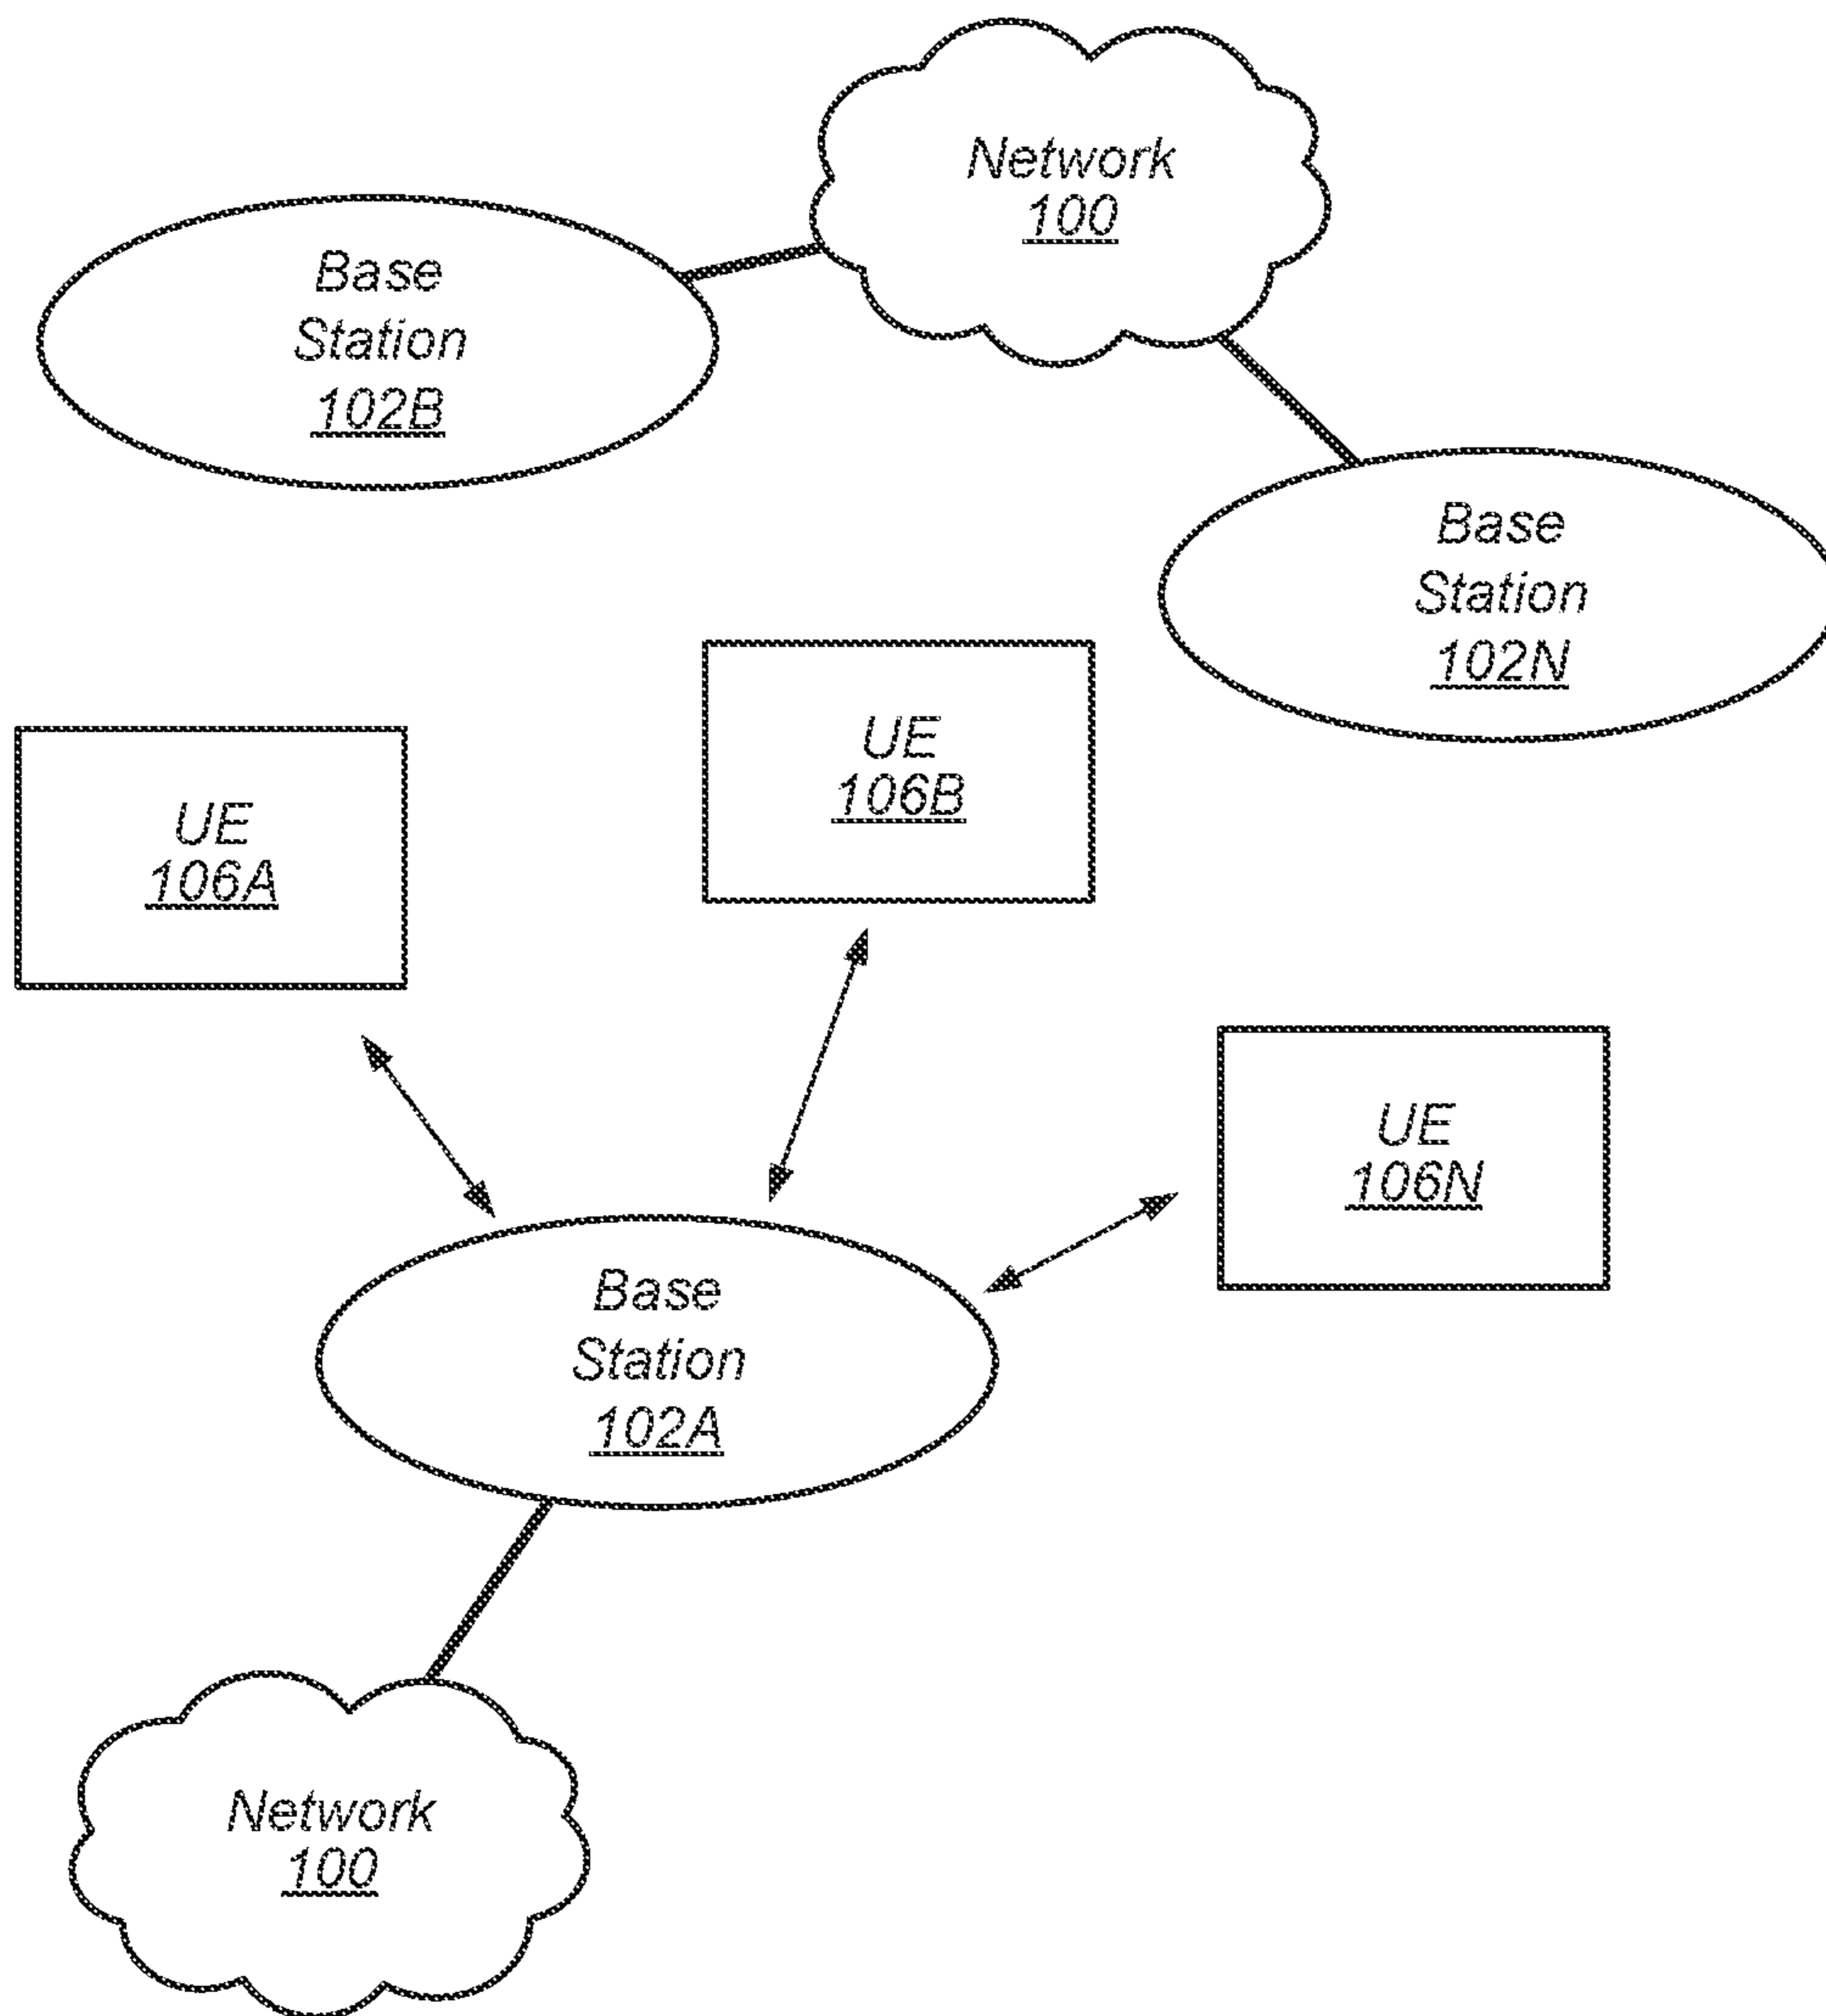 Network
100
Base
Station
102B
Base
Station
102N
UE
106B
UE
106A
UE
106N
Base
Station
102A
Network
100